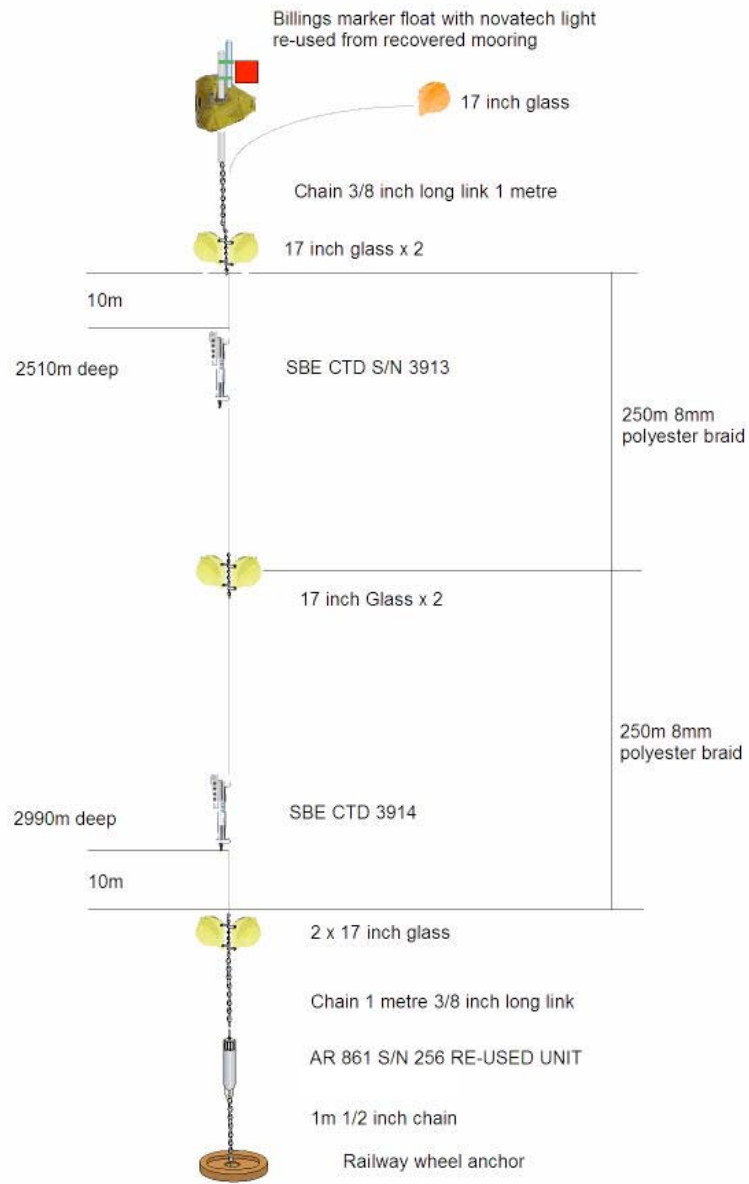 Billings marker float with novatech light
re-used from recovered mooring
17 inch glass
Chain 3/8 inch long link 1 metre
17 inch glass x 2
10m
2510m deep
SBE CTD S/N 3913
250m 8mm
polyester braid
17 inch Glass x 2
250m 8mm
polyester braid
2990m deep
SBE CTD 3914
10m
2 x 17 inch glass
Chain 1 metre 3/8 inch long link
AR 861 S/N 256 RE-USED UNIT
1m 1/2 inch chain
Railway wheel anchor